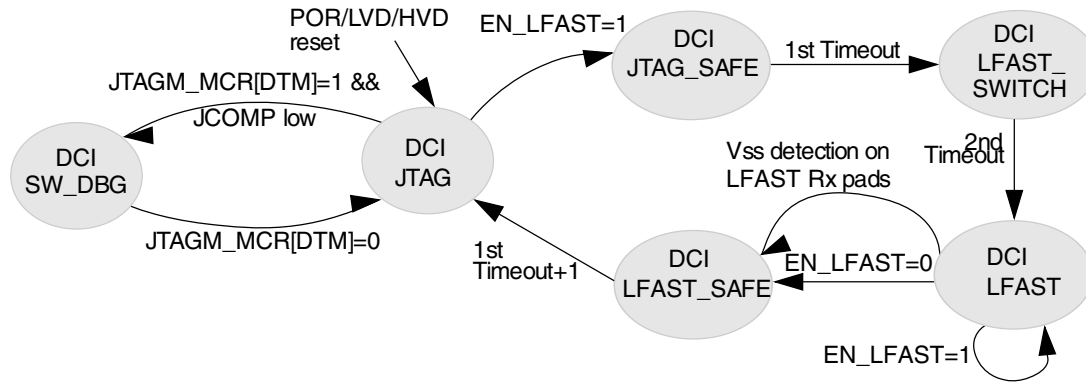 POR/LVD/HVD
reset
EN_LFAST=1
DCI
JTAG_SAFE
1st Timeout
DCI
LFAST_
SWITCH
JTAGM_MCR[DTM]=1 &&
JCOMP low
DCI
SW_DBG
DCI
JTAG
2nd
Timeout
Vss detection on
LFAST Rx pads
JTAGM_MCR[DTM]=0
1st
Timeout+1
DCI
LFAST_SAFE
EN_LFAST=0
DCI
LFAST
EN_LFAST=1